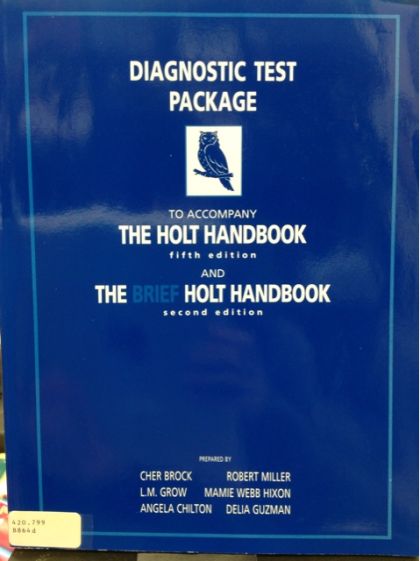 DIAGNOSTIC TEST
PACKAGE
TO ACCOMPANY
THE HOLT HANDBOOK
fifth edition
AND
THE BRIEF HOLT HANDBOOK
second edition
PREPARED BY
CHER BROCK ROBERT MILLER
L.M. GROW MAMIE WEBB HIXON
ANGELA CHILTON DELIA GUZMAN
420.799
B864d